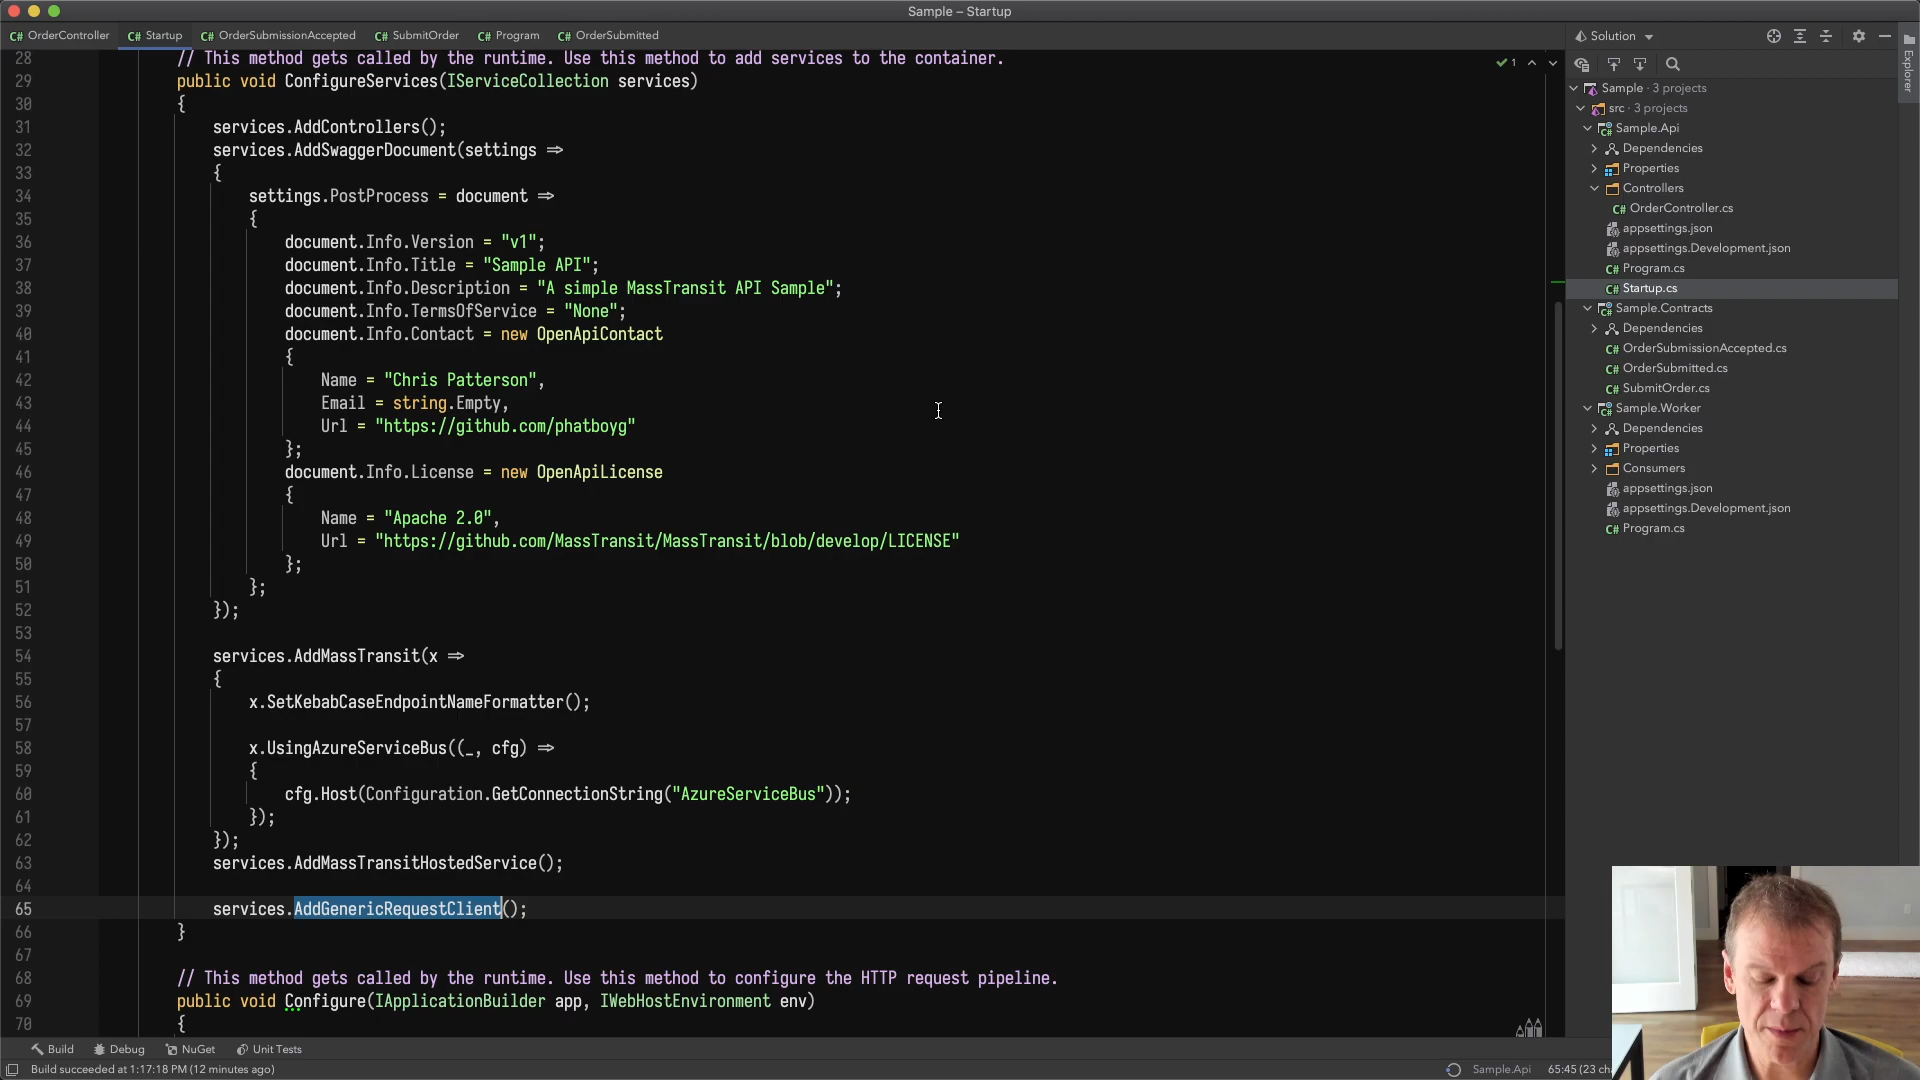 Sample – Startup
C# OrderController
C# Startup
C# OrderSubmissionAccepted
C# SubmitOrder
C# Program
C# OrderSubmitted
28 // This method gets called by the runtime. Use this method to add services to the container.
29 public void ConfigureServices(IServiceCollection services)
30 {
31 services.AddControllers();
32 services.AddSwaggerDocument(settings =>
33 {
34 settings.PostProcess = document =>
35 {
36 document.Info.Version = "v1";
37 document.Info.Title = "Sample API";
38 document.Info.Description = "A simple MassTransit API Sample";
39 document.Info.TermsOfService = "None";
40 document.Info.Contact = new OpenApiContact
41 {
42 Name = "Chris Patterson",
43 Email = string.Empty,
44 Url = "https://github.com/phatboyg"
45 };
46 document.Info.License = new OpenApiLicense
47 {
48 Name = "Apache 2.0",
49 Url = "https://github.com/MassTransit/MassTransit/blob/develop/LICENSE"
50 };
51 };
52 });
53
54 services.AddMassTransit(x =>
55 {
56 x.SetKebabCaseEndpointNameFormatter();
57
58 x.UsingAzureServiceBus((_, cfg) =>
59 {
60 cfg.Host(Configuration.GetConnectionString("AzureServiceBus"));
61 });
62 });
63 services.AddMassTransitHostedService();
64
65 services.AddGenericRequestClient();
66 }
67
68 // This method gets called by the runtime. Use this method to configure the HTTP request pipeline.
69 public void Configure(IApplicationBuilder app, IWebHostEnvironment env)
70 {
1
Solution
Explorer
Sample · 3 projects
src · 3 projects
Sample.Api
Dependencies
Properties
Controllers
C# OrderController.cs
appsettings.json
appsettings.Development.json
C# Program.cs
C# Startup.cs
Sample.Contracts
Dependencies
C# OrderSubmissionAccepted.cs
C# OrderSubmitted.cs
C# SubmitOrder.cs
Sample.Worker
Dependencies
Properties
Consumers
appsettings.json
appsettings.Development.json
C# Program.cs
Build
Debug
NuGet
Unit Tests
Build succeeded at 1:17:18 PM (12 minutes ago)
Sample.Api
65:45 (23 cha